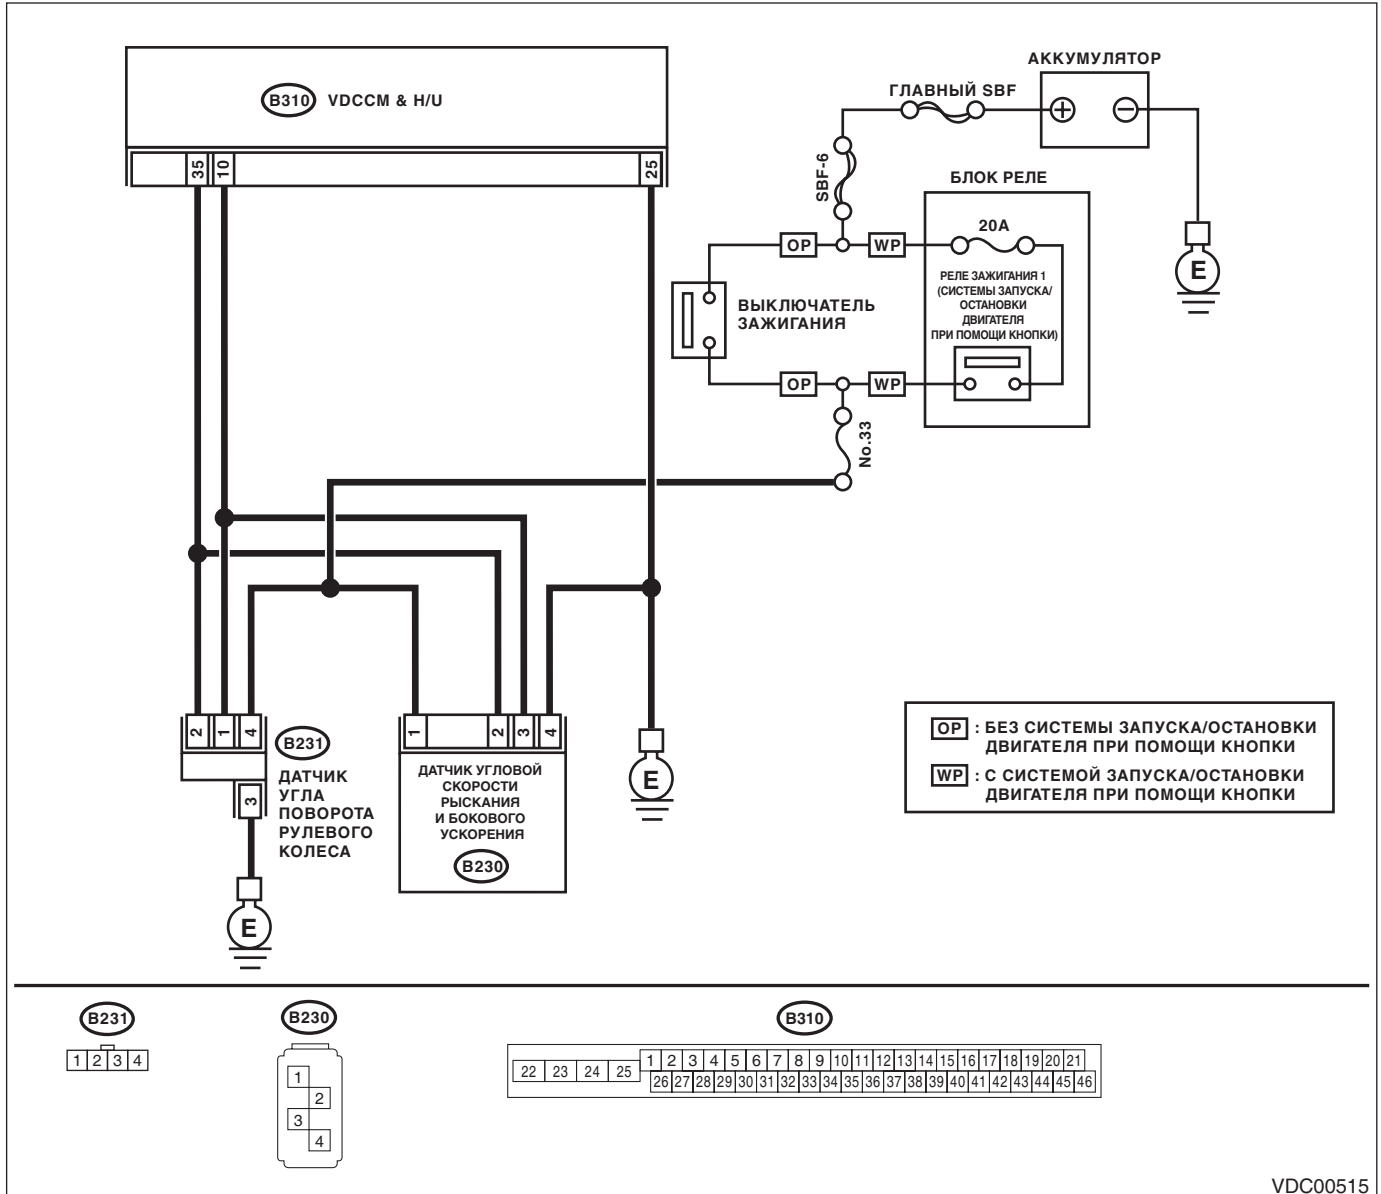 АККУМУЛЯТОР
ГЛАВНЫЙ SBF
B310 VDCCM & H/U
35 10 25
SBF-6
БЛОК РЕЛЕ
OP WP 20A
E
РЕЛЕ ЗАЖИГАНИЯ 1
(СИСТЕМЫ ЗАПУСКА/
ОСТАНОВКИ
ДВИГАТЕЛЯ
ПРИ ПОМОЩИ КНОПКИ)
ВЫКЛЮЧАТЕЛЬ
ЗАЖИГАНИЯ
OP WP
No.33
2 1 4
B231
ДАТЧИК
УГЛА
ПОВОРОТА
РУЛЕВОГО
КОЛЕСА
3
E
1 2 3 4
ДАТЧИК УГЛОВОЙ
СКОРОСТИ
РЫСКАНИЯ
И БОКОВОГО
УСКОРЕНИЯ
B230
E
OP : БЕЗ СИСТЕМЫ ЗАПУСКА/ОСТАНОВКИ
ДВИГАТЕЛЯ ПРИ ПОМОЩИ КНОПКИ
WP : С СИСТЕМОЙ ЗАПУСКА/ОСТАНОВКИ
ДВИГАТЕЛЯ ПРИ ПОМОЩИ КНОПКИ
B231
1 2 3 4
B230
1
2
3
4
B310
22 23 24 25 1 2 3 4 5 6 7 8 9 10 11 12 13 14 15 16 17 18 19 20 21
26 27 28 29 30 31 32 33 34 35 36 37 38 39 40 41 42 43 44 45 46
VDC00515